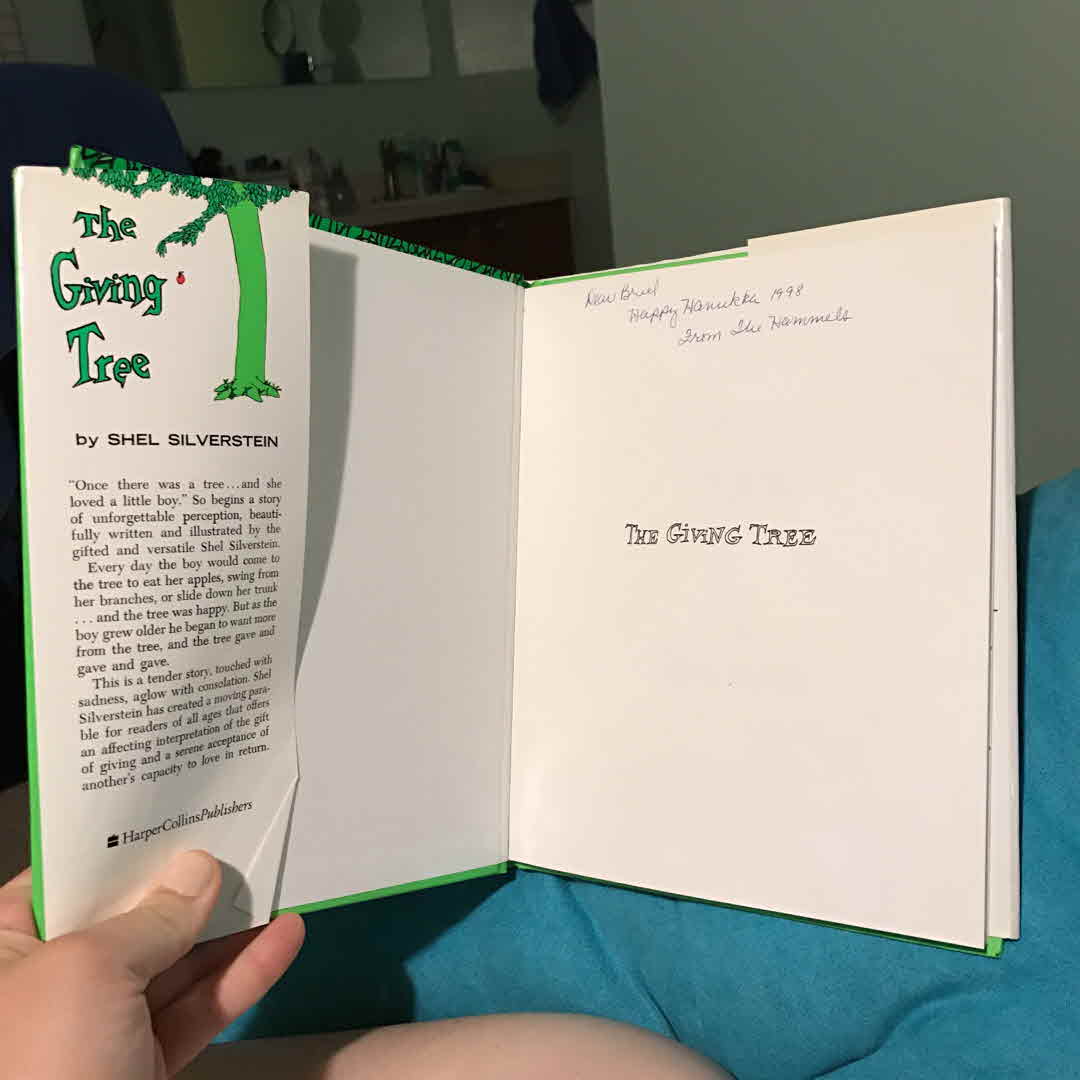 The
Giving
Tree
by SHEL SILVERSTEIN
"Once there was a tree...and she
loved a little boy." So begins a story
of unforgettable perception, beauti-
fully written and illustrated by the
gifted and versatile Shel Silverstein.
Every day the boy would come to
the tree to eat her apples, swing from
her branches, or slide down her trunk
...and the tree was happy. But as the
boy grew older he began to want more
from the tree, and the tree gave and
gave and gave.
This is a tender story, touched with
sadness, aglow with consolation. Shel
Silverstein has created a moving para-
ble for readers of all ages that offers
an affecting interpretation of the gift
of giving and a serene acceptance of
another's capacity to love in return.
HarperCollinsPublishers
Dear
Happy Hanukka 1998
From The Hammels
THE GIVING TREE